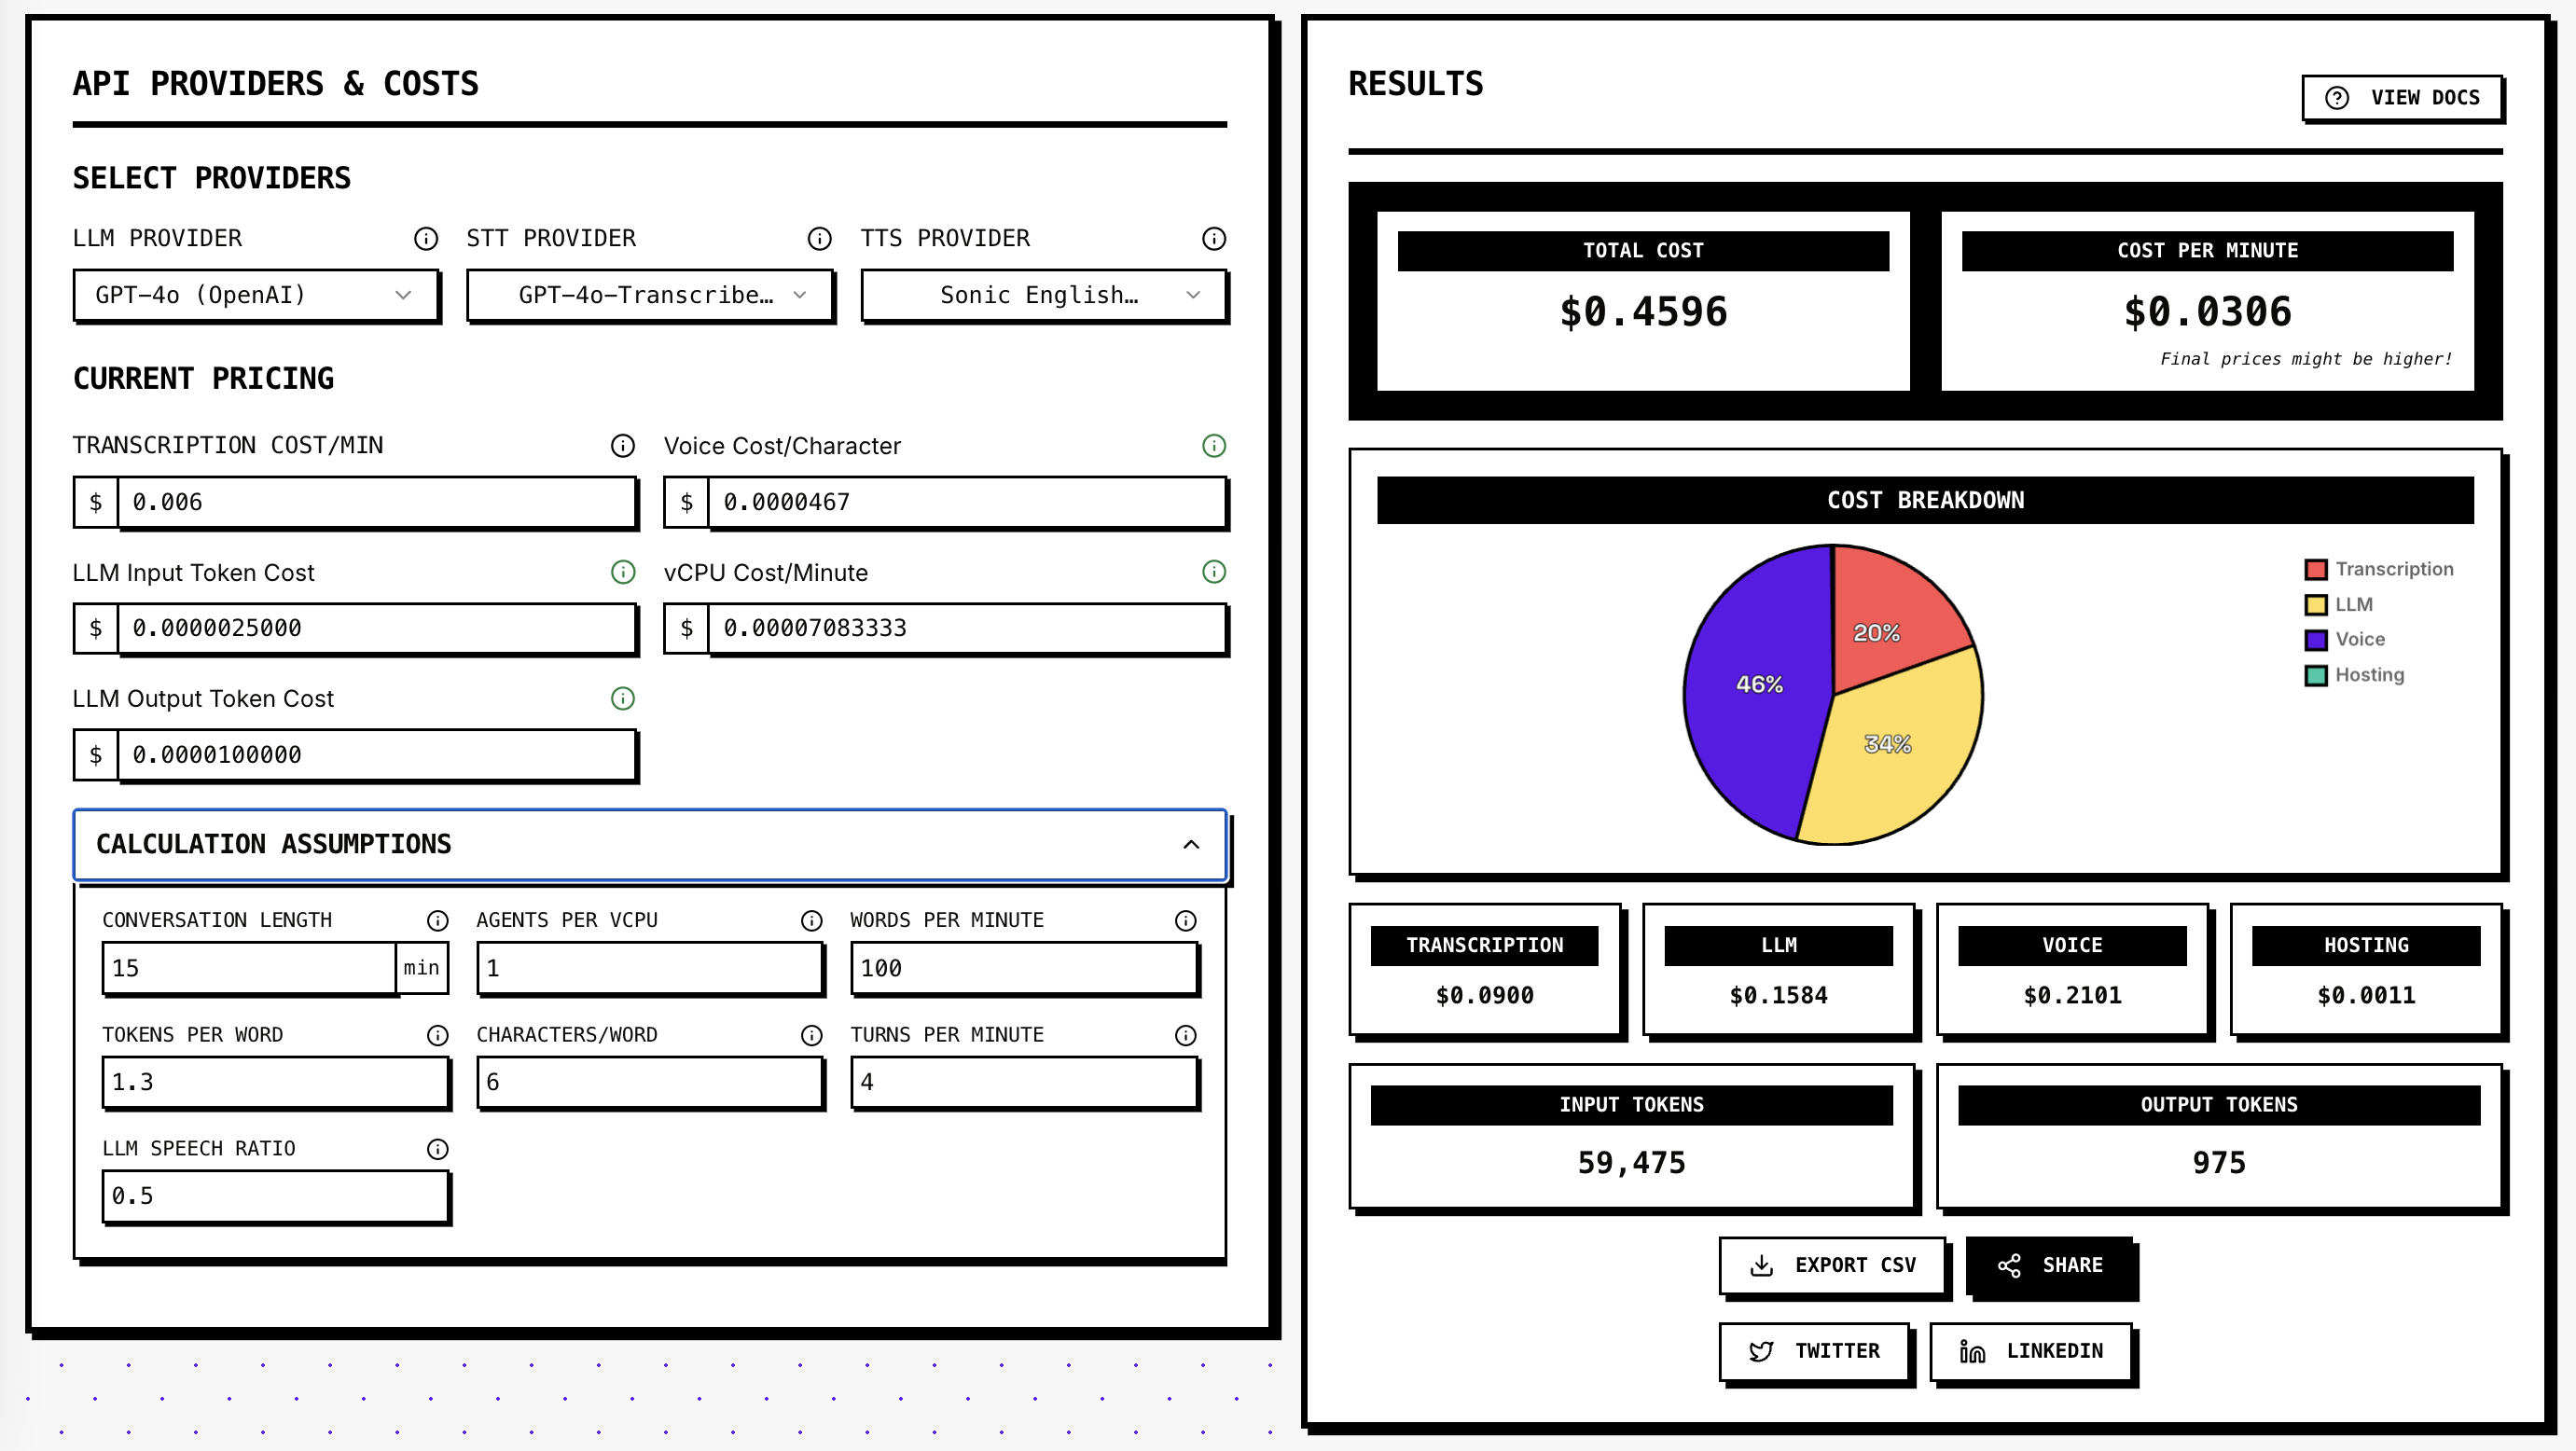 API PROVIDERS & COSTS
SELECT PROVIDERS
LLM PROVIDER
STT PROVIDER
TTS PROVIDER
GPT-4o (OpenAI)
GPT-4o-Transcribe…
Sonic English…
CURRENT PRICING
TRANSCRIPTION COST/MIN
Voice Cost/Character
$ 0.006
$ 0.0000467
LLM Input Token Cost
vCPU Cost/Minute
$ 0.0000025000
$ 0.00007083333
LLM Output Token Cost
$ 0.0000100000
CALCULATION ASSUMPTIONS
CONVERSATION LENGTH
AGENTS PER VCPU
WORDS PER MINUTE
15 min
1
100
TOKENS PER WORD
CHARACTERS/WORD
TURNS PER MINUTE
1.3
6
4
LLM SPEECH RATIO
0.5
RESULTS
VIEW DOCS
TOTAL COST
$0.4596
COST PER MINUTE
$0.0306
Final prices might be higher!
COST BREAKDOWN
20%
46%
34%
Transcription
LLM
Voice
Hosting
TRANSCRIPTION
$0.0900
LLM
$0.1584
VOICE
$0.2101
HOSTING
$0.0011
INPUT TOKENS
59,475
OUTPUT TOKENS
975
EXPORT CSV
SHARE
TWITTER
LINKEDIN